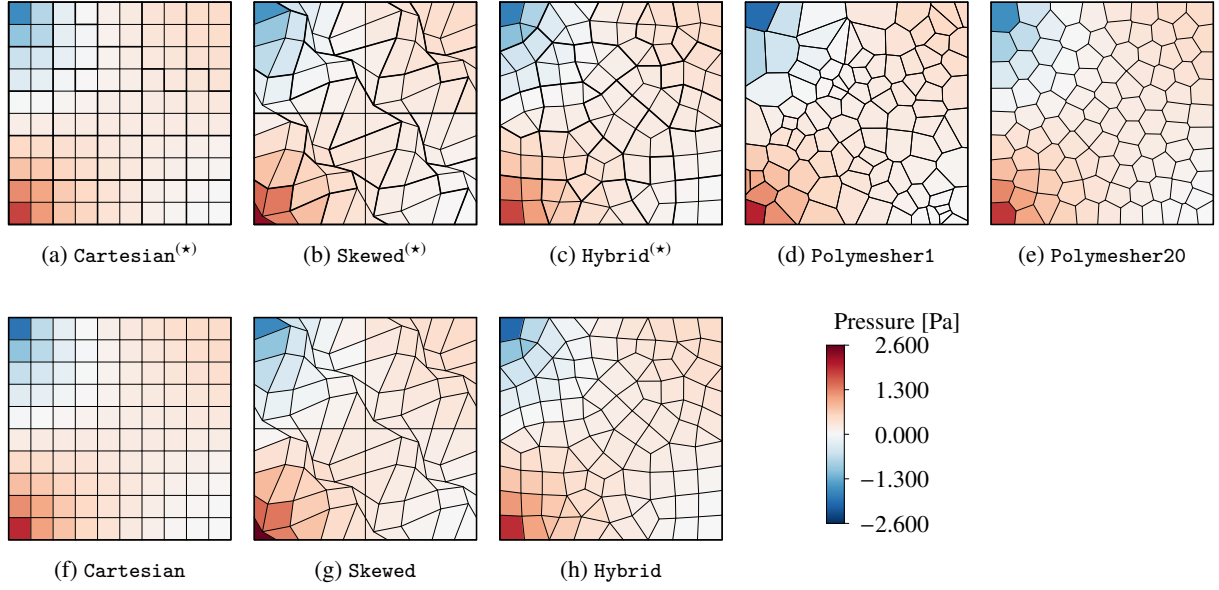 (a) Cartesian(⋆)
(b) Skewed(⋆)
(c) Hybrid(⋆)
(d) Polymesher1
(e) Polymesher20
Pressure [Pa]
2.600
1.300
0.000
−1.300
−2.600
(f) Cartesian
(g) Skewed
(h) Hybrid